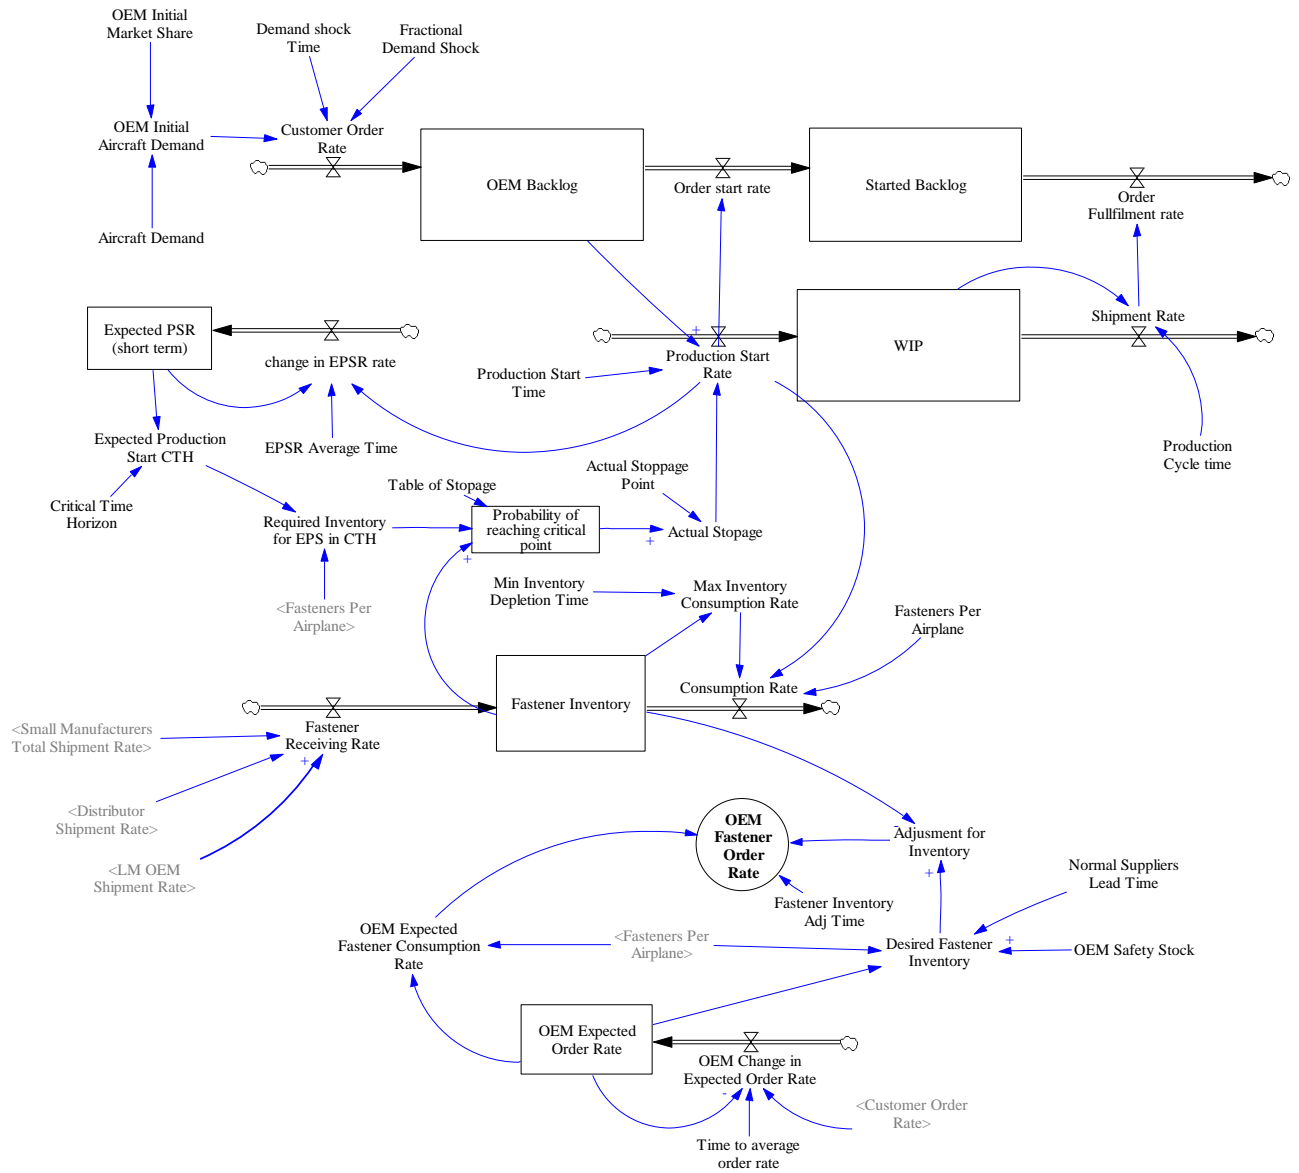 OEM Initial
Market Share
Demand shock
Time
Fractional
Demand Shock
OEM Initial
Aircraft Demand
Customer Order
Rate
OEM Backlog
Order start rate
Started Backlog
Order
Fullfilment rate
Aircraft Demand
Expected PSR
(short term)
change in EPSR rate
+
Production Start
Rate
WIP
Shipment Rate
Production Start
Time
Expected Production
Start CTH
EPSR Average Time
Production
Cycle time
Critical Time
Horizon
Table of Stopage
Actual Stoppage
Point
Required Inventory
for EPS in CTH
Probability of
reaching critical
point
+
+
Actual Stopage
<Fasteners Per
Airplane>
Min Inventory
Depletion Time
Max Inventory
Consumption Rate
Fasteners Per
Airplane
Fastener Inventory
Consumption Rate
<Small Manufacturers
Total Shipment Rate>
Fastener
Receiving Rate
+
<Distributor
Shipment Rate>
<LM OEM
Shipment Rate>
OEM
Fastener
Order
Rate
-
Adjusment for
Inventory
+
Normal Suppliers
Lead Time
Fastener Inventory
Adj Time
OEM Expected
Fastener Consumption
Rate
<Fasteners Per
Airplane>
Desired Fastener
Inventory
+
OEM Safety Stock
OEM Expected
Order Rate
OEM Change in
Expected Order Rate
-
<Customer Order
Rate>
Time to average
order rate